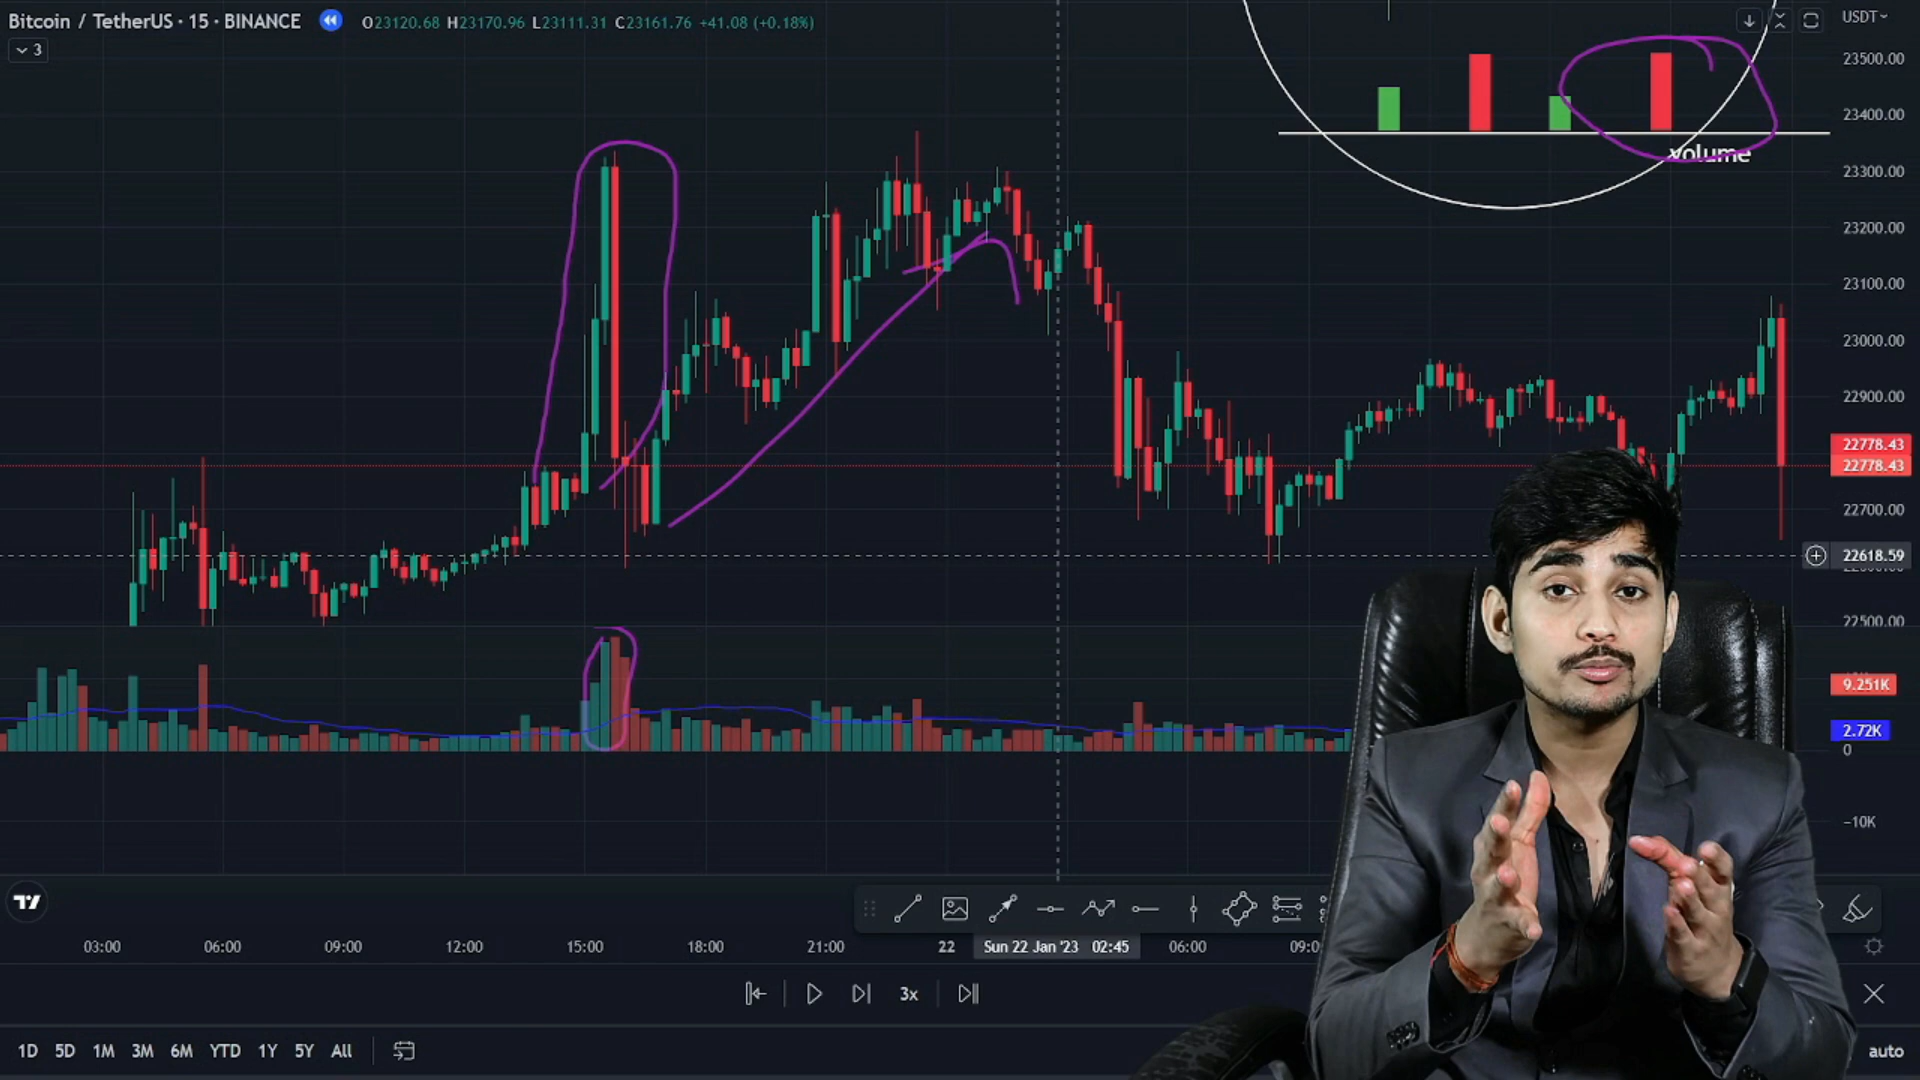 Bitcoin / TetherUS · 15 · BINANCE O23120.68 H23170.96 L23111.31 C23161.76 +41.08 (+0.18%)
3
USDT
23500.00
23400.00
volume
23300.00
23200.00
23100.00
23000.00
22900.00
22778.43
22778.43
22700.00
22618.59
22500.00
9.251K
2.72K
0
−10K
03:00 06:00 09:00 12:00 15:00 18:00 21:00 22 Sun 22 Jan '23 02:45 06:00
3x
1D 5D 1M 3M 6M YTD 1Y 5Y All
auto